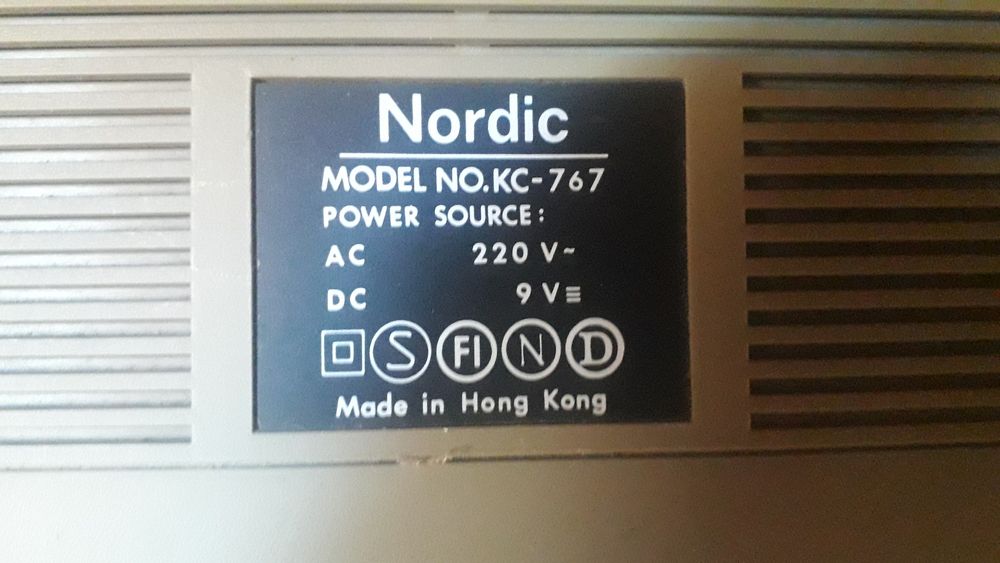 Nordic
MODEL NO.KC-767
POWER SOURCE:
AC 220 V~
DC 9 V≡
S FI N D
Made in Hong Kong